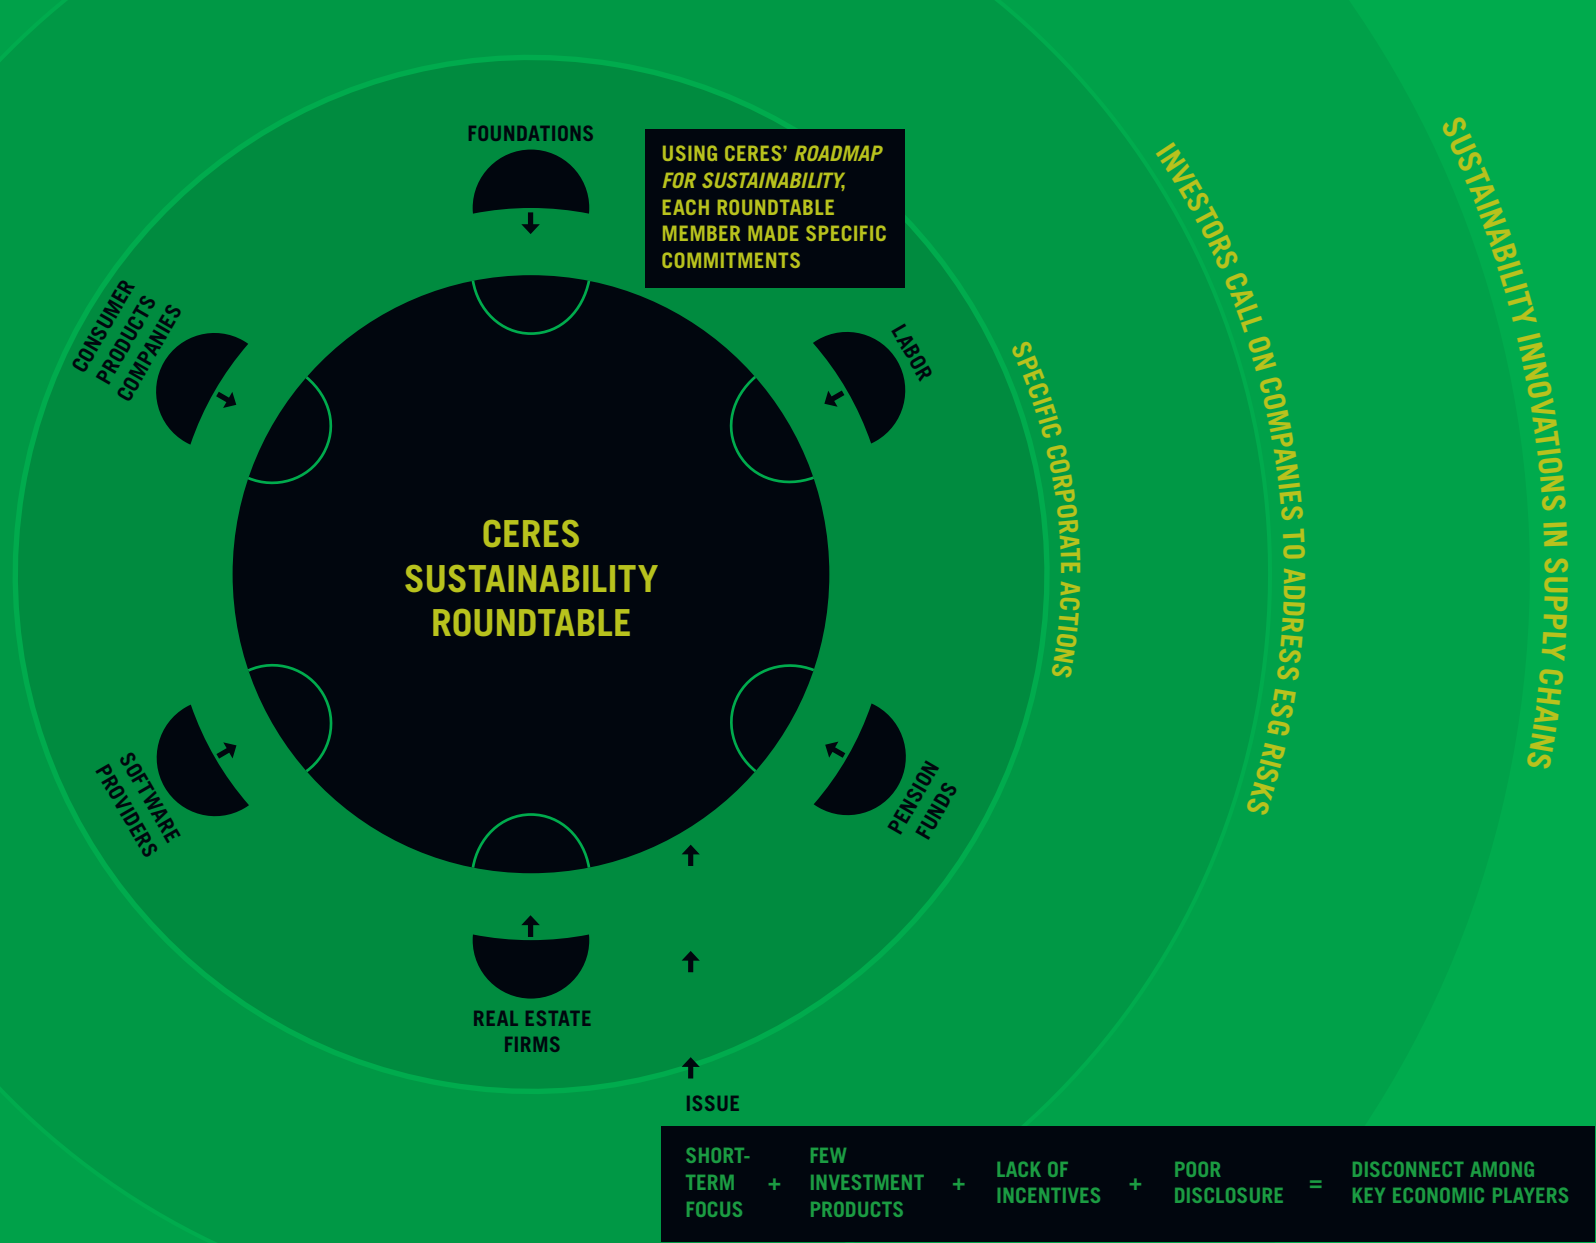 FOUNDATIONS
USING CERES’ ROADMAP
FOR SUSTAINABILITY,
EACH ROUNDTABLE
MEMBER MADE SPECIFIC
COMMITMENTS
CONSUMER
PRODUCTS
COMPANIES
LABOR
CERES
SUSTAINABILITY
ROUNDTABLE
SOFTWARE
PROVIDERS
PENSION
FUNDS
REAL ESTATE
FIRMS
SPECIFIC CORPORATE ACTIONS
INVESTORS CALL ON COMPANIES TO ADDRESS ESG RISKS
SUSTAINABILITY INNOVATIONS IN SUPPLY CHAINS
ISSUE
SHORT-
TERM
FOCUS
+
FEW
INVESTMENT
PRODUCTS
+
LACK OF
INCENTIVES
+
POOR
DISCLOSURE
=
DISCONNECT AMONG
KEY ECONOMIC PLAYERS